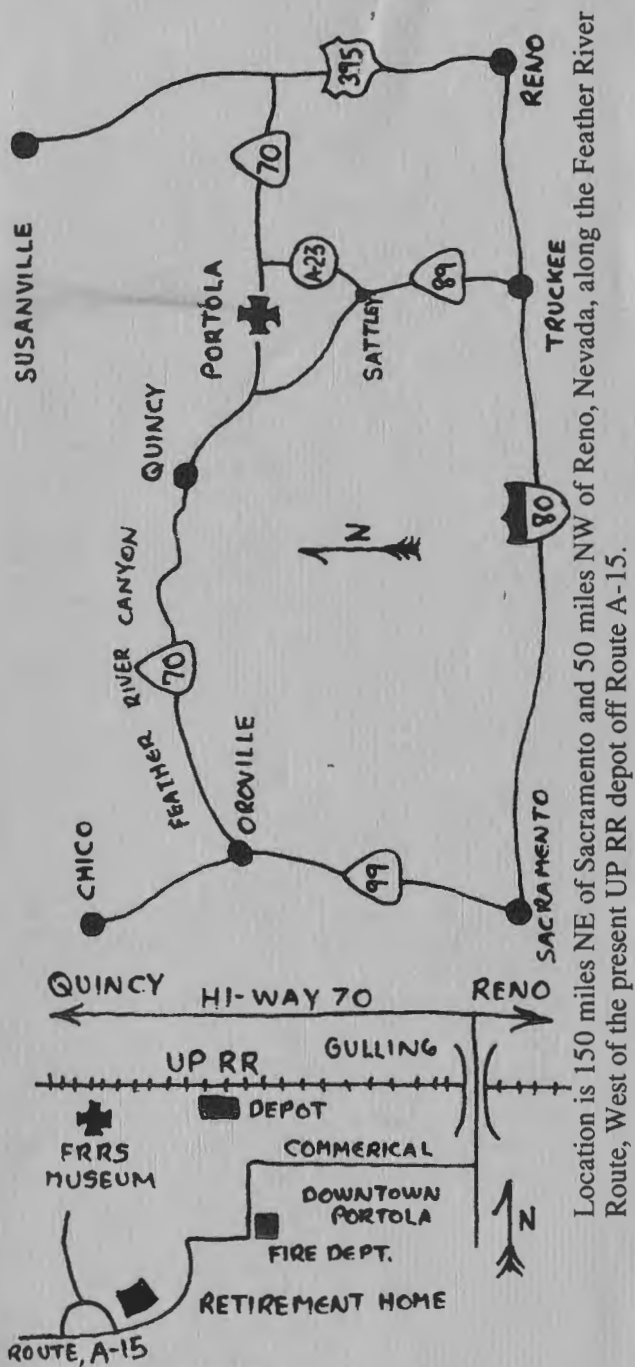 SUSANVILLE
CHICO
FEATHER RIVER CANYON
70
QUINCY
PORTOLA
70
395
OROVILLE
A-23
SATTLEY
89
99
N
SACRAMENTO
80
TRUCKEE
RENO
QUINCY
HI-WAY 70
RENO
UP RR
GULLING
FRRS
MUSEUM
DEPOT
COMMERICAL
DOWNTOWN
PORTOLA
FIRE DEPT.
N
RETIREMENT HOME
ROUTE, A-15
Location is 150 miles NE of Sacramento and 50 miles NW of Reno, Nevada, along the Feather River
Route, West of the present UP RR depot off Route A-15.